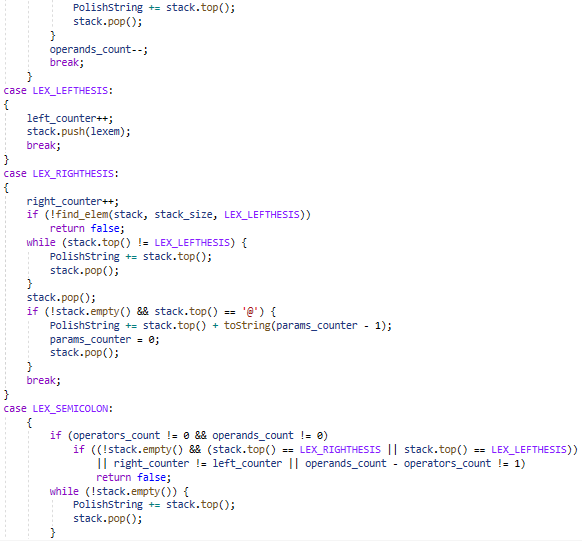 PolishString += stack.top();
stack.pop();
}
operands_count--;
break;
}
case LEX_LEFTHESIS:
{
left_counter++;
stack.push(lexem);
break;
}
case LEX_RIGHTHESIS:
{
right_counter++;
if (!find_elem(stack, stack_size, LEX_LEFTHESIS))
return false;
while (stack.top() != LEX_LEFTHESIS) {
PolishString += stack.top();
stack.pop();
}
stack.pop();
if (!stack.empty() && stack.top() == '@') {
PolishString += stack.top() + toString(params_counter - 1);
params_counter = 0;
stack.pop();
}
break;
}
case LEX_SEMICOLON:
{
if (operators_count != 0 && operands_count != 0)
if ((!stack.empty() && (stack.top() == LEX_RIGHTHESIS || stack.top() == LEX_LEFTHESIS))
|| right_counter != left_counter || operands_count - operators_count != 1)
return false;
while (!stack.empty()) {
PolishString += stack.top();
stack.pop();
}